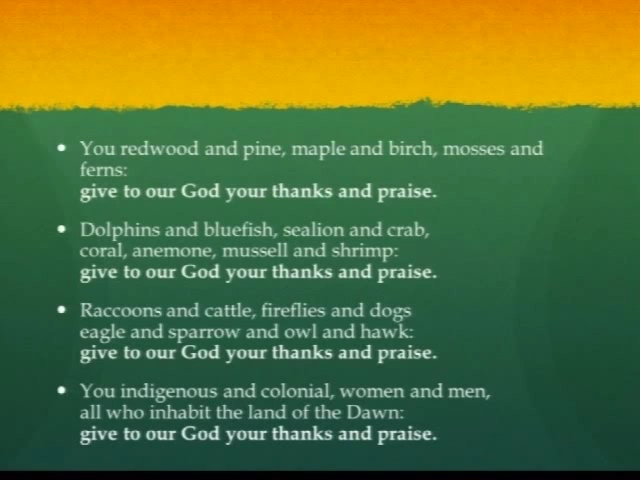 • You redwood and pine, maple and birch, mosses and
ferns:
give to our God your thanks and praise.
• Dolphins and bluefish, sealion and crab,
coral, anemone, mussell and shrimp:
give to our God your thanks and praise.
• Raccoons and cattle, fireflies and dogs
eagle and sparrow and owl and hawk:
give to our God your thanks and praise.
• You indigenous and colonial, women and men,
all who inhabit the land of the Dawn:
give to our God your thanks and praise.